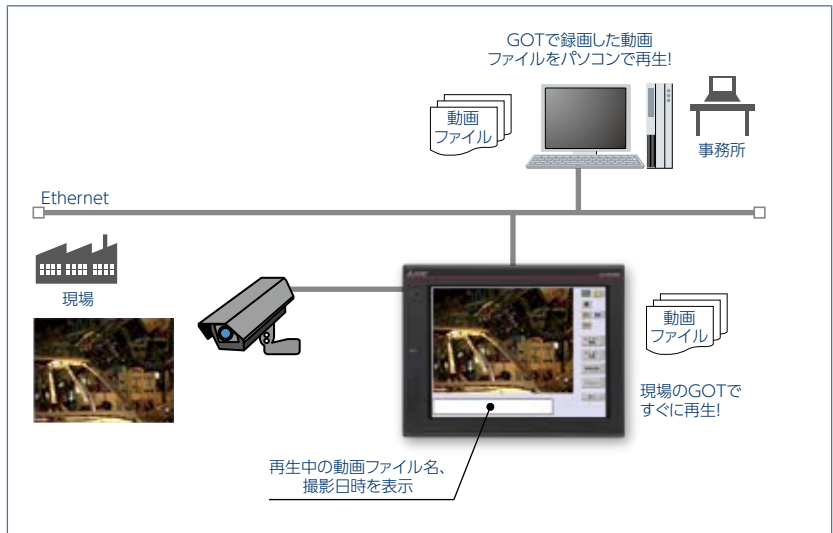 GOTで録画した動画
ファイルをパソコンで再生!
動画
ファイル
事務所
Ethernet
現場
動画
ファイル
現場のGOTで
すぐに再生!
再生中の動画ファイル名、
撮影日時を表示